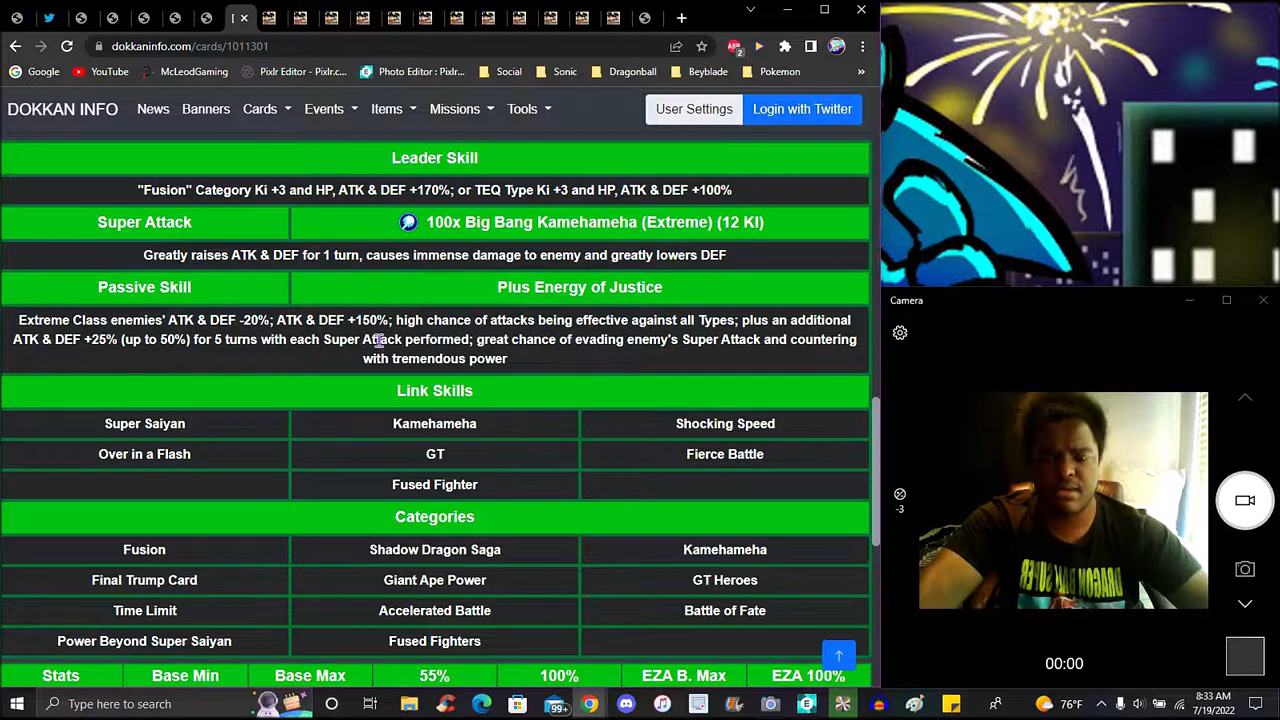 dokkaninfo.com/cards/1011301
2
Google YouTube McLeodGaming Pixlr Editor - Pixlr.c... Photo Editor : Pixlr... Social Sonic Dragonball Beyblade Pokemon »
DOKKAN INFO News Banners Cards Events Items Missions Tools User Settings Login with Twitter
Leader Skill
"Fusion" Category Ki +3 and HP, ATK & DEF +170%; or TEQ Type Ki +3 and HP, ATK & DEF +100%
Super Attack 100x Big Bang Kamehameha (Extreme) (12 KI)
Greatly raises ATK & DEF for 1 turn, causes immense damage to enemy and greatly lowers DEF
Passive Skill Plus Energy of Justice
Extreme Class enemies' ATK & DEF -20%; ATK & DEF +150%; high chance of attacks being effective against all Types; plus an additional
ATK & DEF +25% (up to 50%) for 5 turns with each Super Attack performed; great chance of evading enemy's Super Attack and countering
with tremendous power
Link Skills
Super Saiyan Kamehameha Shocking Speed
Over in a Flash GT Fierce Battle
Fused Fighter
Categories
Fusion Shadow Dragon Saga Kamehameha
Final Trump Card Giant Ape Power GT Heroes
Time Limit Accelerated Battle Battle of Fate
Power Beyond Super Saiyan Fused Fighters
Stats Base Min Base Max 55% 100% EZA B. Max EZA 100%
Camera
-3
DRAGON BALL SUPER
00:00
Type here to search
99+
76°F
8:33 AM
7/19/2022